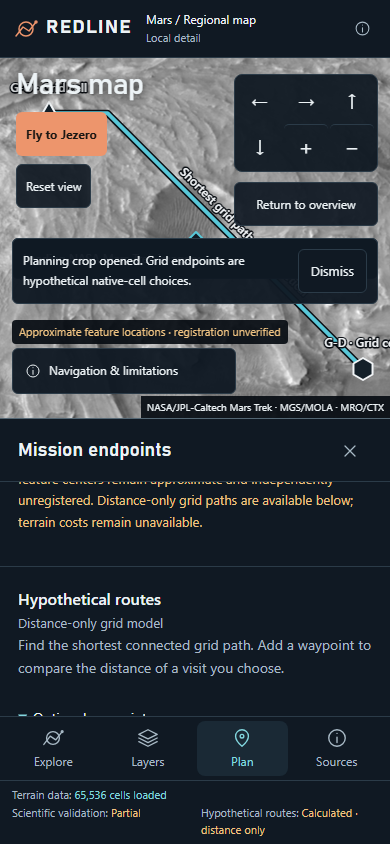 REDLINE
Mars / Regional map
Local detail
Mars map
Fly to Jezero
Reset view
Return to overview
Shortest grid path
Planning crop opened. Grid endpoints are
hypothetical native-cell choices.
Dismiss
Approximate feature locations · registration unverified
G-D · Grid ce
Navigation & limitations
NASA/JPL-Caltech Mars Trek · MGS/MOLA · MRO/CTX
Mission endpoints
feature centers remain approximate and independently
unregistered. Distance-only grid paths are available below;
terrain costs remain unavailable.
Hypothetical routes
Distance-only grid model
Find the shortest connected grid path. Add a waypoint to
compare the distance of a visit you choose.
Explore
Layers
Plan
Sources
Terrain data: 65,536 cells loaded
Scientific validation: Partial
Hypothetical routes: Calculated ·
distance only